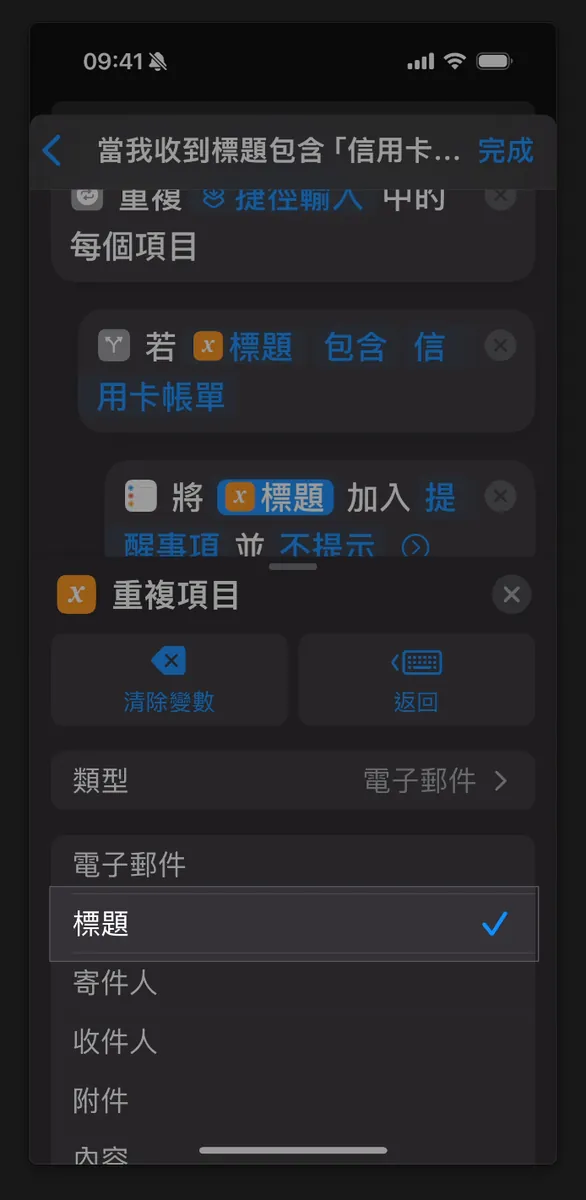 09:41
當我收到標題包含「信用卡... 完成
重複 捷徑輸入 中的
每個項目
若 x 標題 包含 信
用卡帳單
將 x 標題 加入 提
醒事項 並 不提示
x 重複項目
清除變數 返回
類型 電子郵件
電子郵件
標題
寄件人
收件人
附件
內容